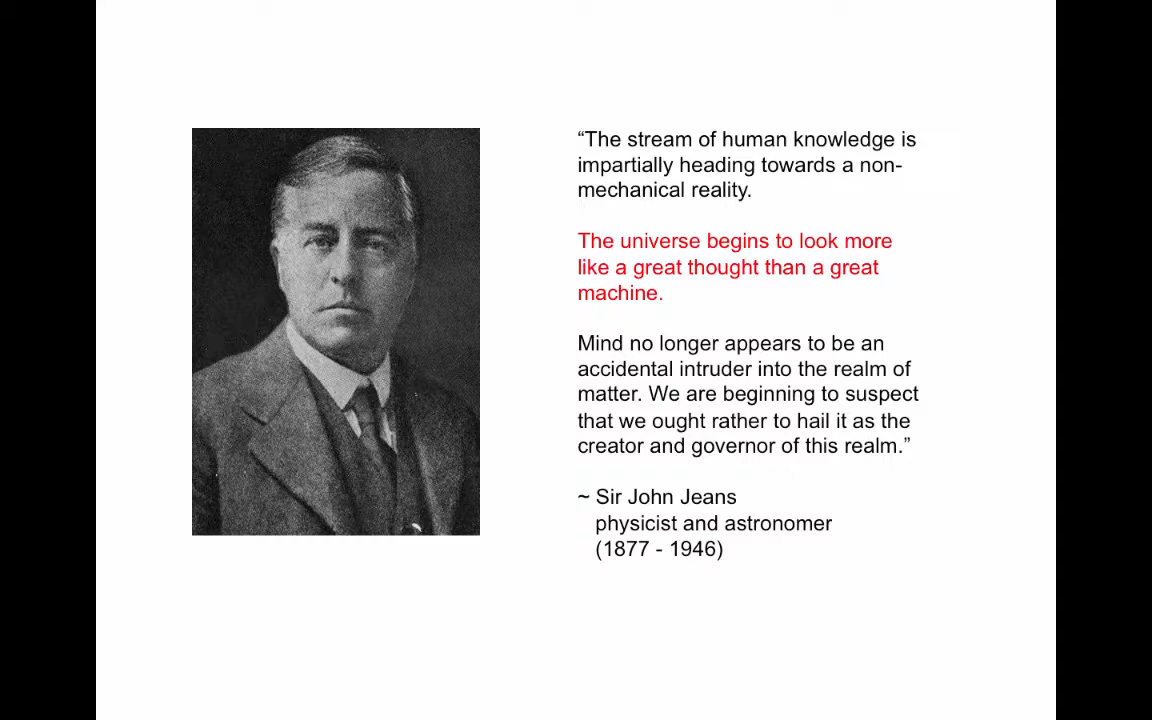 “The stream of human knowledge is
impartially heading towards a non-
mechanical reality.
The universe begins to look more
like a great thought than a great
machine.
Mind no longer appears to be an
accidental intruder into the realm of
matter. We are beginning to suspect
that we ought rather to hail it as the
creator and governor of this realm.”
~ Sir John Jeans
physicist and astronomer
(1877 - 1946)